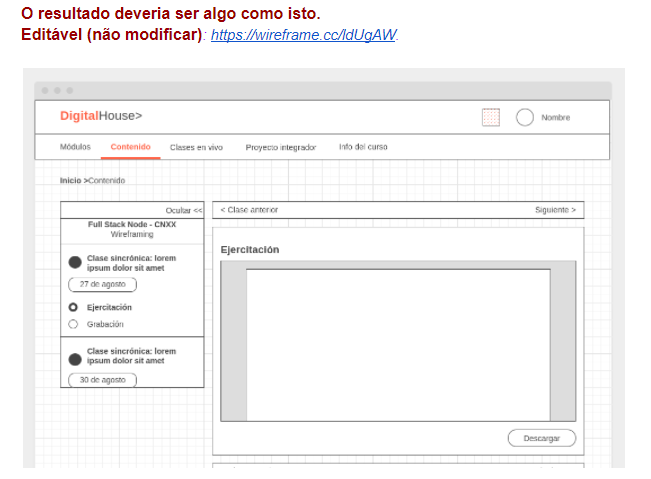 O resultado deveria ser algo como isto.
Editável (não modificar): https://wireframe.cc/ldUgAW.
DigitalHouse>
Nombre
Módulos Contenido Clases en vivo Proyecto integrador Info del curso
Inicio >Contenido
Ocultar <<
Full Stack Node - CNXX
Wireframing
Clase sincrónica: lorem
ipsum dolor sit amet
27 de agosto
Ejercitación
Grabación
Clase sincrónica: lorem
ipsum dolor sit amet
30 de agosto
< Clase anterior Siguiente >
Ejercitación
Descargar